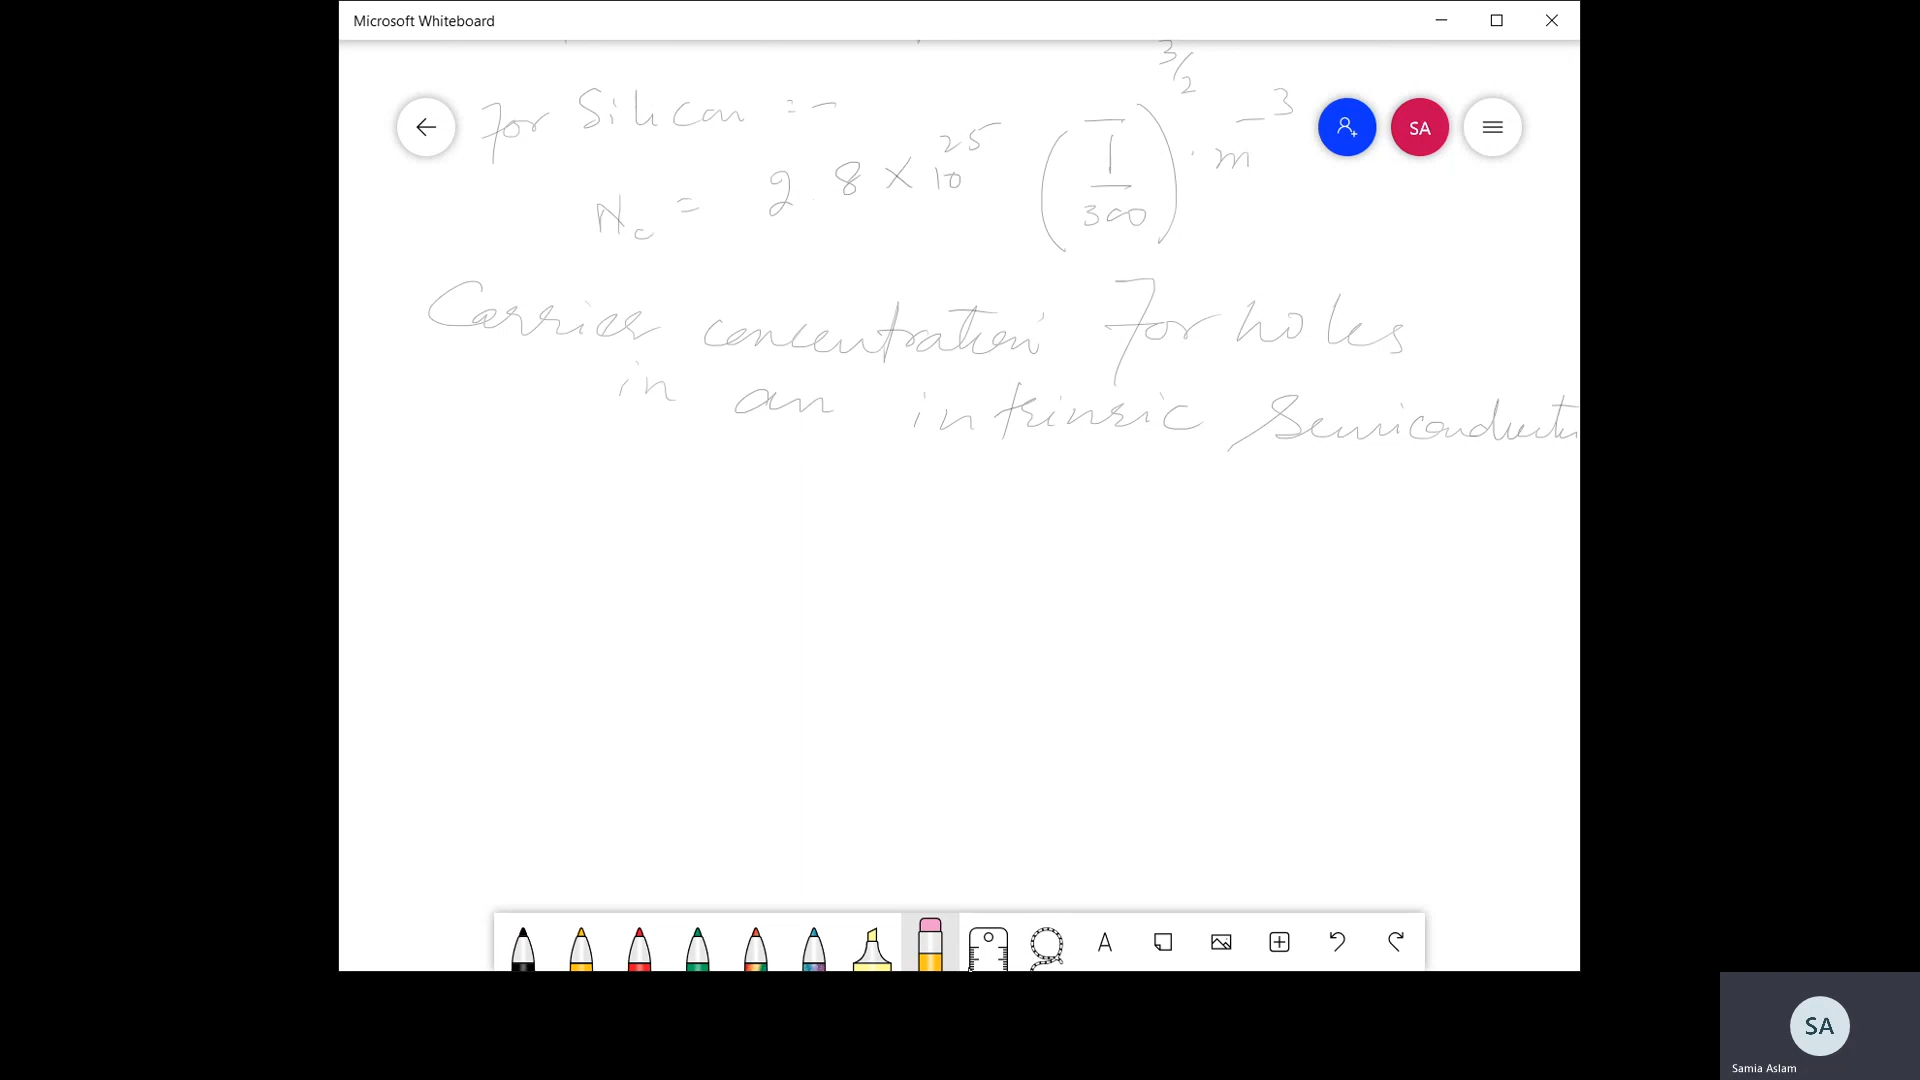 Microsoft Whiteboard
For Silicon :-
Nc = 2.8 × 10^25 (T/300)^3/2 . m^-3
Carrier concentration For holes
in an intrinsic Semiconductor
SA
A
SA
Samia Aslam